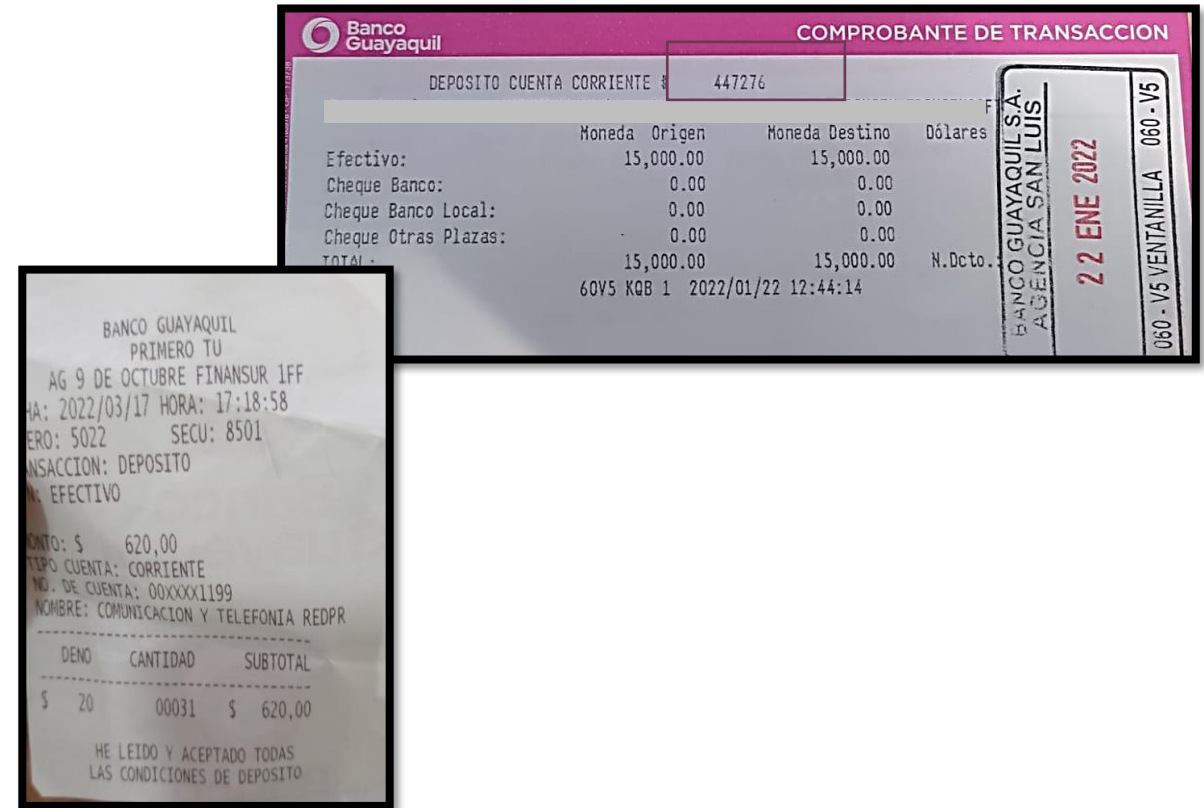 Banco
Guayaquil
COMPROBANTE DE TRANSACCION
DEPOSITO CUENTA CORRIENTE # 447276
Moneda Origen Moneda Destino Dólares
Efectivo: 15,000.00 15,000.00
Cheque Banco: 0.00 0.00
Cheque Banco Local: 0.00 0.00
Cheque Otras Plazas: - 0.00 0.00
TOTAL: 15,000.00 15,000.00 N.Dcto.:
60V5 KQB 1 2022/01/22 12:44:14
BANCO GUAYAQUIL S.A.
AGENCIA SAN LUIS
22 ENE 2022
060 - V5 VENTANILLA 060 - V5
BANCO GUAYAQUIL
PRIMERO TU
AG 9 DE OCTUBRE FINANSUR 1FF
HA: 2022/03/17 HORA: 17:18:58
ERO: 5022 SECU: 8501
NSACCION: DEPOSITO
N: EFECTIVO
ONTO: $ 620,00
TIPO CUENTA: CORRIENTE
NO. DE CUENTA: 00XXXX1199
NOMBRE: COMUNICACION Y TELEFONIA REDPR
DENO CANTIDAD SUBTOTAL
$ 20 00031 $ 620,00
HE LEIDO Y ACEPTADO TODAS
LAS CONDICIONES DE DEPOSITO